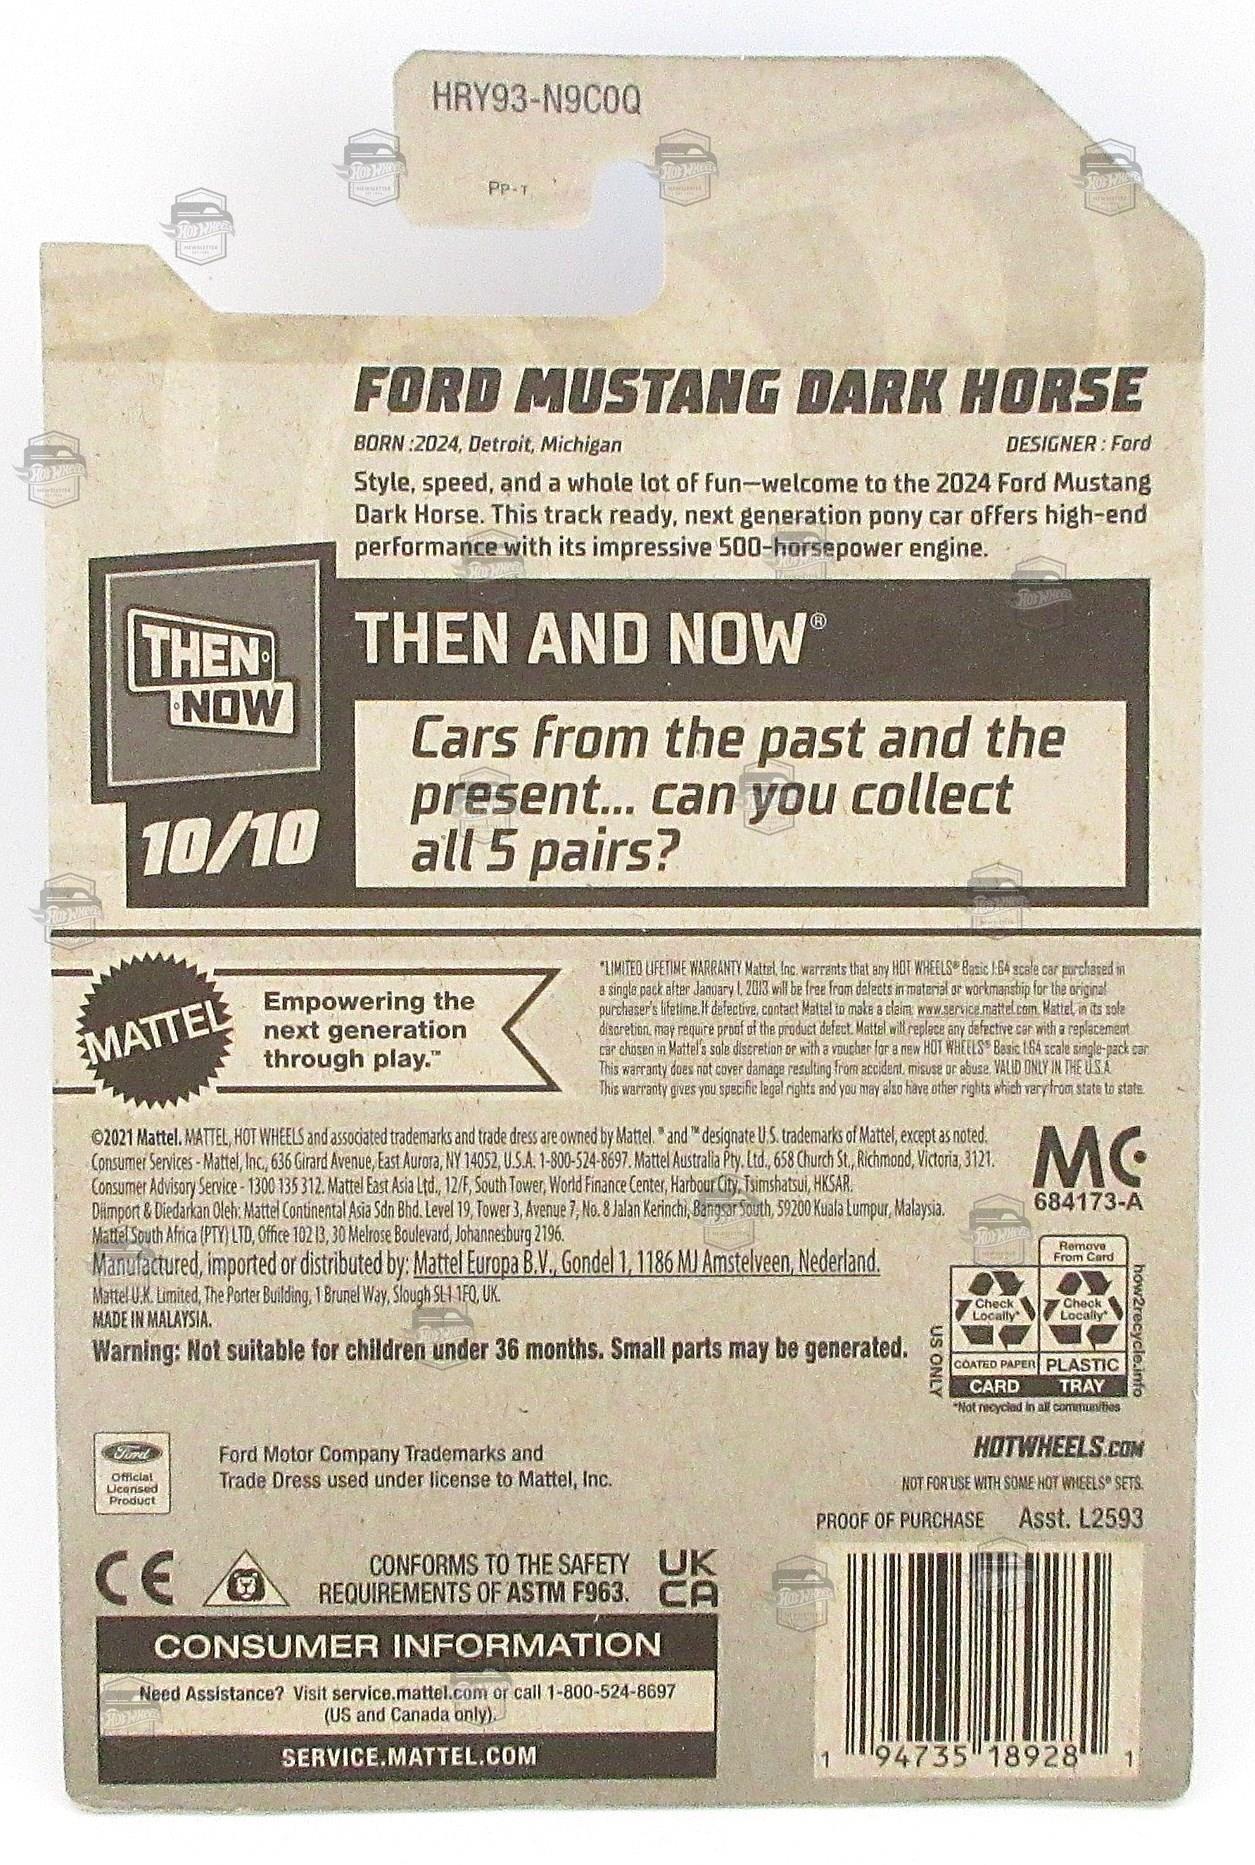 HRY93-N9C0Q
PP-T
FORD MUSTANG DARK HORSE
BORN :2024, Detroit, Michigan
DESIGNER : Ford
Style, speed, and a whole lot of fun—welcome to the 2024 Ford Mustang
Dark Horse. This track ready, next generation pony car offers high-end
performance with its impressive 500-horsepower engine.
THEN
NOW
THEN AND NOW®
Cars from the past and the
present... can you collect
all 5 pairs?
10/10
MATTEL
Empowering the
next generation
through play.™
*LIMITED LIFETIME WARRANTY Mattel, Inc. warrants that any HOT WHEELS® Basic 1:64 scale car purchased in
a single pack after January 1, 2013 will be free from defects in material or workmanship for the original
purchaser's lifetime. If defective, contact Mattel to make a claim: www.service.mattel.com. Mattel, in its sole
discretion, may require proof of the product defect. Mattel will replace any defective car with a replacement
car chosen in Mattel's sole discretion or with a voucher for a new HOT WHEELS® Basic 1:64 scale single-pack car.
This warranty does not cover damage resulting from accident, misuse or abuse. VALID ONLY IN THE U.S.A.
This warranty gives you specific legal rights and you may also have other rights which vary from state to state.
©2021 Mattel. MATTEL, HOT WHEELS and associated trademarks and trade dress are owned by Mattel. ® and ™ designate U.S. trademarks of Mattel, except as noted.
Consumer Services - Mattel, Inc., 636 Girard Avenue, East Aurora, NY 14052, U.S.A. 1-800-524-8697. Mattel Australia Pty. Ltd., 658 Church St., Richmond, Victoria, 3121.
Consumer Advisory Service - 1300 135 312. Mattel East Asia Ltd., 12/F, South Tower, World Finance Center, Harbour City, Tsimshatsui, HKSAR.
Diimport & Diedarkan Oleh: Mattel Continental Asia Sdn Bhd. Level 19, Tower 3, Avenue 7, No. 8 Jalan Kerinchi, Bangsar South, 59200 Kuala Lumpur, Malaysia.
Mattel South Africa (PTY) LTD, Office 102 I3, 30 Melrose Boulevard, Johannesburg 2196.
Manufactured, imported or distributed by: Mattel Europa B.V., Gondel 1, 1186 MJ Amstelveen, Nederland.
Mattel U.K. Limited, The Porter Building, 1 Brunel Way, Slough SL1 1FQ, UK.
MADE IN MALAYSIA.
Warning: Not suitable for children under 36 months. Small parts may be generated.
MC
684173-A
Remove
From Card
Check
Locally*
Check
Locally*
COATED PAPER
PLASTIC
CARD
TRAY
US ONLY
how2recycle.info
*Not recycled in all communities
Ford
Official
Licensed
Product
Ford Motor Company Trademarks and
Trade Dress used under license to Mattel, Inc.
HOTWHEELS.COM
NOT FOR USE WITH SOME HOT WHEELS® SETS.
PROOF OF PURCHASE
Asst. L2593
CE
CONFORMS TO THE SAFETY
REQUIREMENTS OF ASTM F963.
UK
CA
CONSUMER INFORMATION
Need Assistance? Visit service.mattel.com or call 1-800-524-8697
(US and Canada only).
SERVICE.MATTEL.COM
1 94735 18928 1
Hot Wheels
NEWSLETTER